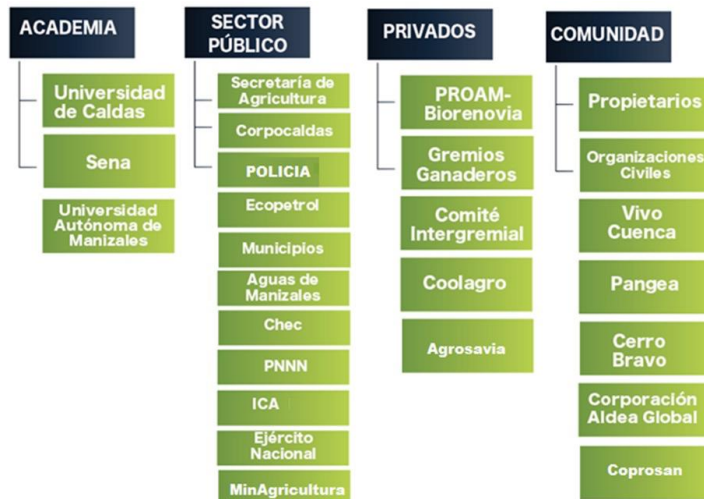 ACADEMIA
Universidad
de Caldas
Sena
Universidad
Autónoma de
Manizales
SECTOR
PÚBLICO
Secretaría de
Agricultura
Corpocaldas
POLICIA
Ecopetrol
Municipios
Aguas de
Manizales
Chec
PNNN
ICA
Ejército
Nacional
MinAgricultura
PRIVADOS
PROAM-
Biorenovia
Gremios
Ganaderos
Comité
Intergremial
Coolagro
Agrosavia
COMUNIDAD
Propietarios
Organizaciones
Civiles
Vivo
Cuenca
Pangea
Cerro
Bravo
Corporación
Aldea Global
Coprosan